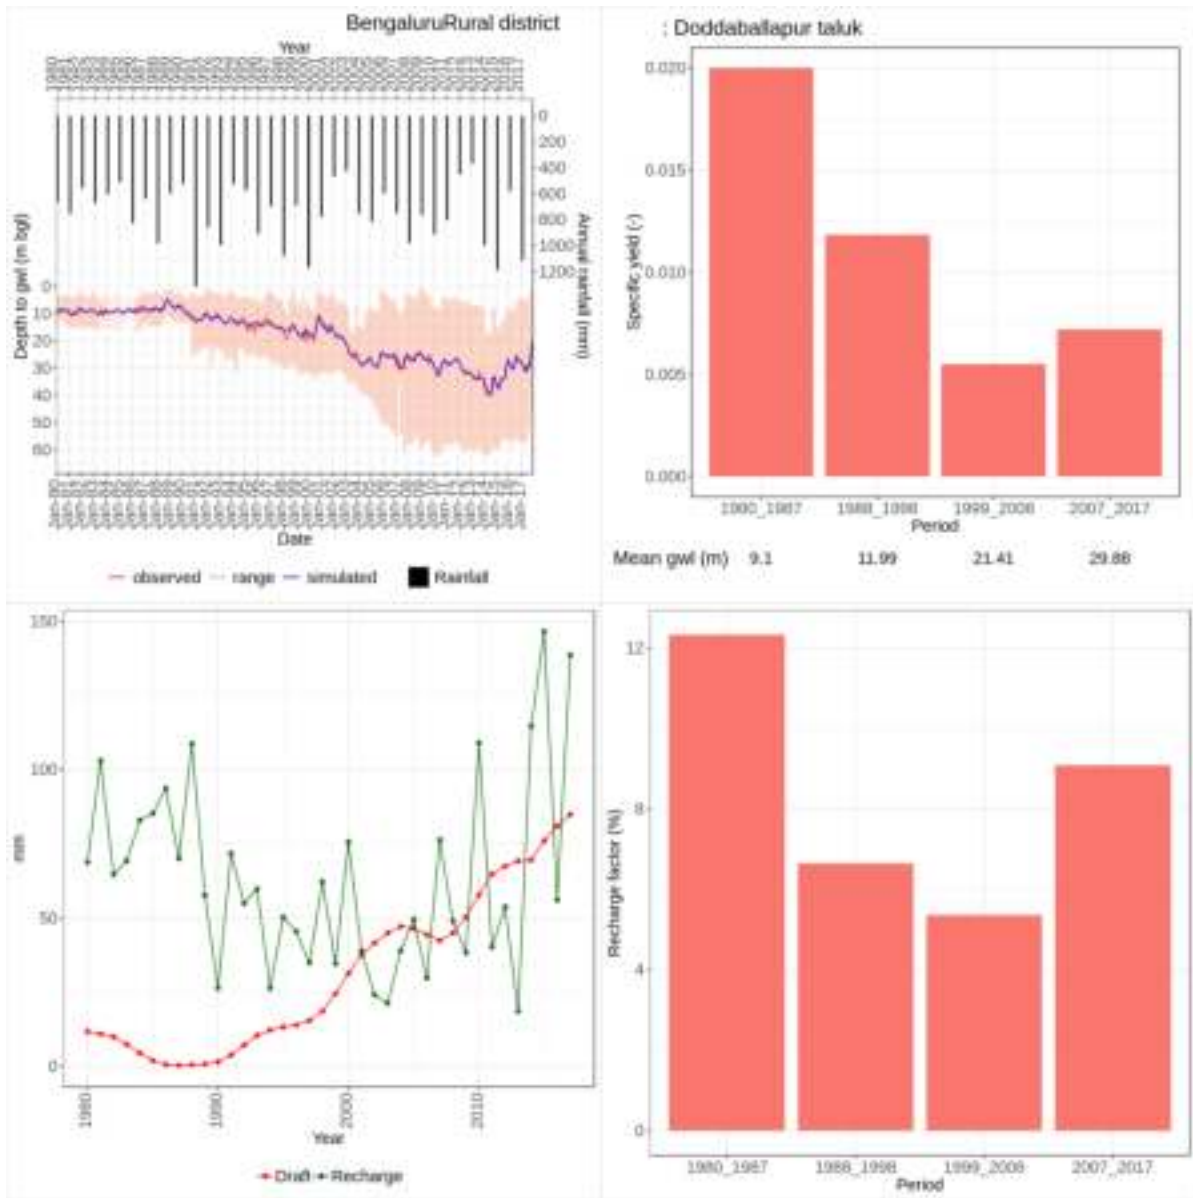 BengaluruRural district
Year
0
200
400
600
800
1000
1200
Annual rainfall (mm)
Depth to gwl (m bgl)
0
10
20
30
40
50
60
Date
observed range simulated Rainfall
: Doddaballapur taluk
Specific yield (-)
0.020
0.015
0.010
0.005
0.000
1980_1987 1988_1998 1999_2006 2007_2017
Period
Mean gwl (m) 9.1 11.99 21.41 29.88
mm
150
100
50
0
1980 1990 2000 2010
Year
Draft Recharge
Recharge factor (%)
12
8
4
0
1980_1987 1988_1998 1999_2006 2007_2017
Period